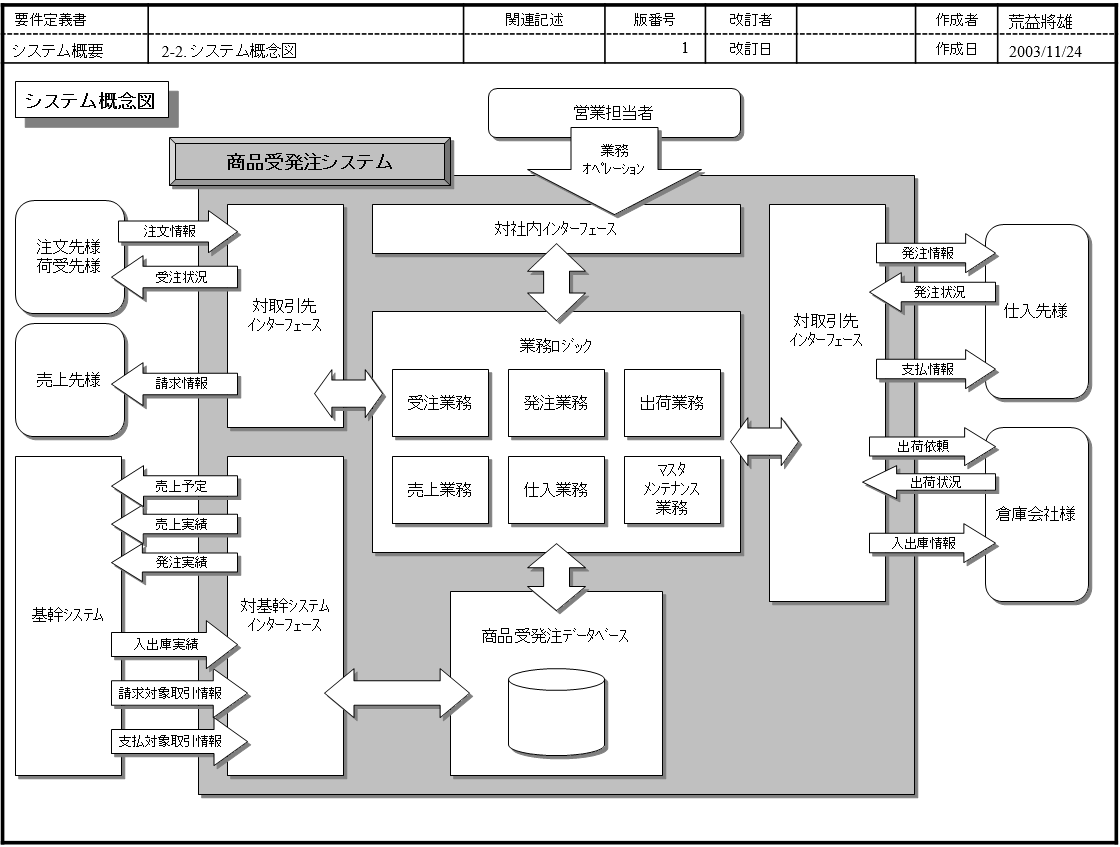 要件定義書
関連記述
版番号
改訂者
作成者
荒益將雄
システム概要
2-2.システム概念図
1
改訂日
作成日
2003/11/24
システム概念図
営業担当者
業務
オペレーション
商品受発注システム
注文先様
荷受先様
注文情報
受注状況
対社内インターフェース
対取引先
インターフェース
売上先様
請求情報
業務ロジック
受注業務
発注業務
出荷業務
売上業務
仕入業務
マスタ
メンテナンス
業務
対取引先
インターフェース
発注情報
発注状況
支払情報
仕入先様
出荷依頼
出荷状況
入出庫情報
倉庫会社様
基幹システム
売上予定
売上実績
発注実績
入出庫実績
請求対象取引情報
支払対象取引情報
対基幹システム
インターフェース
商品受発注データベース